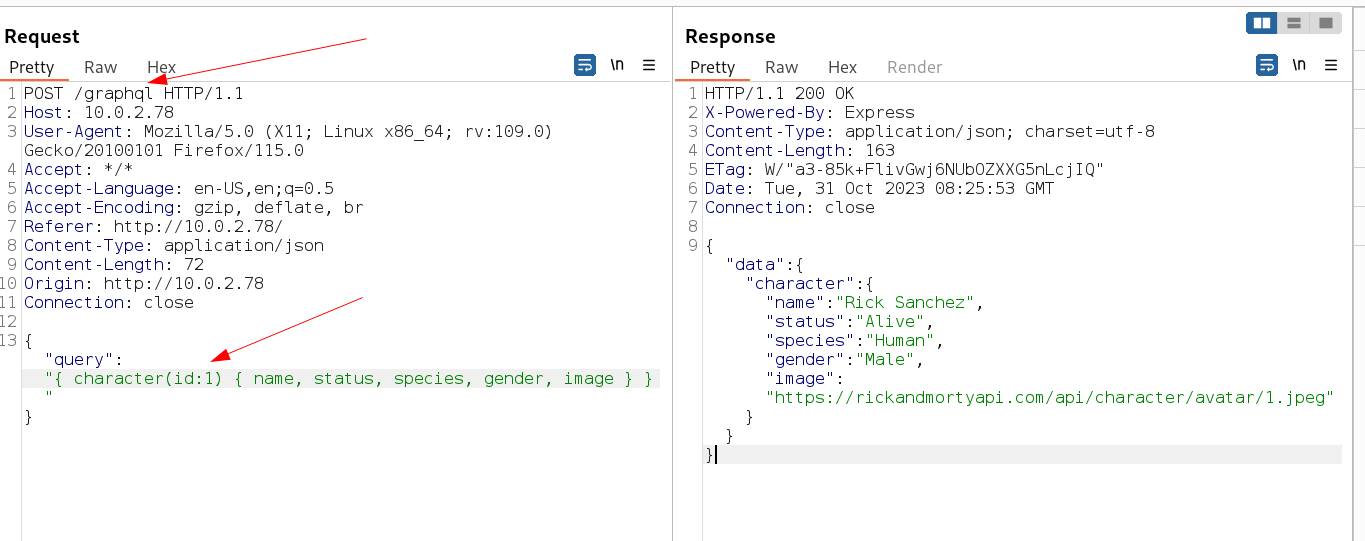 Request
Pretty Raw Hex \n
1 POST /graphql HTTP/1.1
2 Host: 10.0.2.78
3 User-Agent: Mozilla/5.0 (X11; Linux x86_64; rv:109.0)
Gecko/20100101 Firefox/115.0
4 Accept: */*
5 Accept-Language: en-US,en;q=0.5
6 Accept-Encoding: gzip, deflate, br
7 Referer: http://10.0.2.78/
8 Content-Type: application/json
9 Content-Length: 72
10 Origin: http://10.0.2.78
11 Connection: close
12
13 {
"query":
"{ character(id:1) { name, status, species, gender, image } }
"
}
Response
Pretty Raw Hex Render \n
1 HTTP/1.1 200 OK
2 X-Powered-By: Express
3 Content-Type: application/json; charset=utf-8
4 Content-Length: 163
5 ETag: W/"a3-85k+FlivGwj6NUbOZXXG5nLcjIQ"
6 Date: Tue, 31 Oct 2023 08:25:53 GMT
7 Connection: close
8
9 {
"data":{
"character":{
"name":"Rick Sanchez",
"status":"Alive",
"species":"Human",
"gender":"Male",
"image":
"https://rickandmortyapi.com/api/character/avatar/1.jpeg"
}
}
}